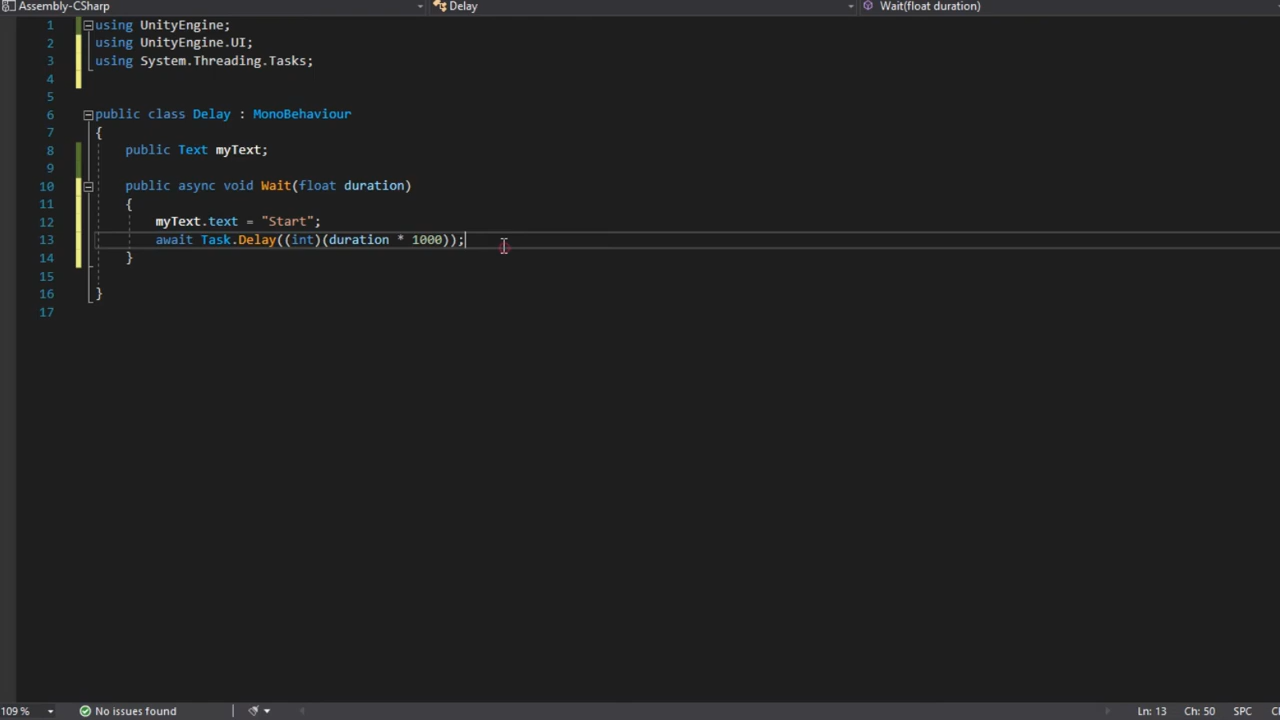 Assembly-CSharp Delay Wait(float duration)
1 using UnityEngine;
2 using UnityEngine.UI;
3 using System.Threading.Tasks;
4
5
6 public class Delay : MonoBehaviour
7 {
8 public Text myText;
9
10 public async void Wait(float duration)
11 {
12 myText.text = "Start";
13 await Task.Delay((int)(duration * 1000));
14 }
15
16 }
17
109 % No issues found Ln: 13 Ch: 50 SPC